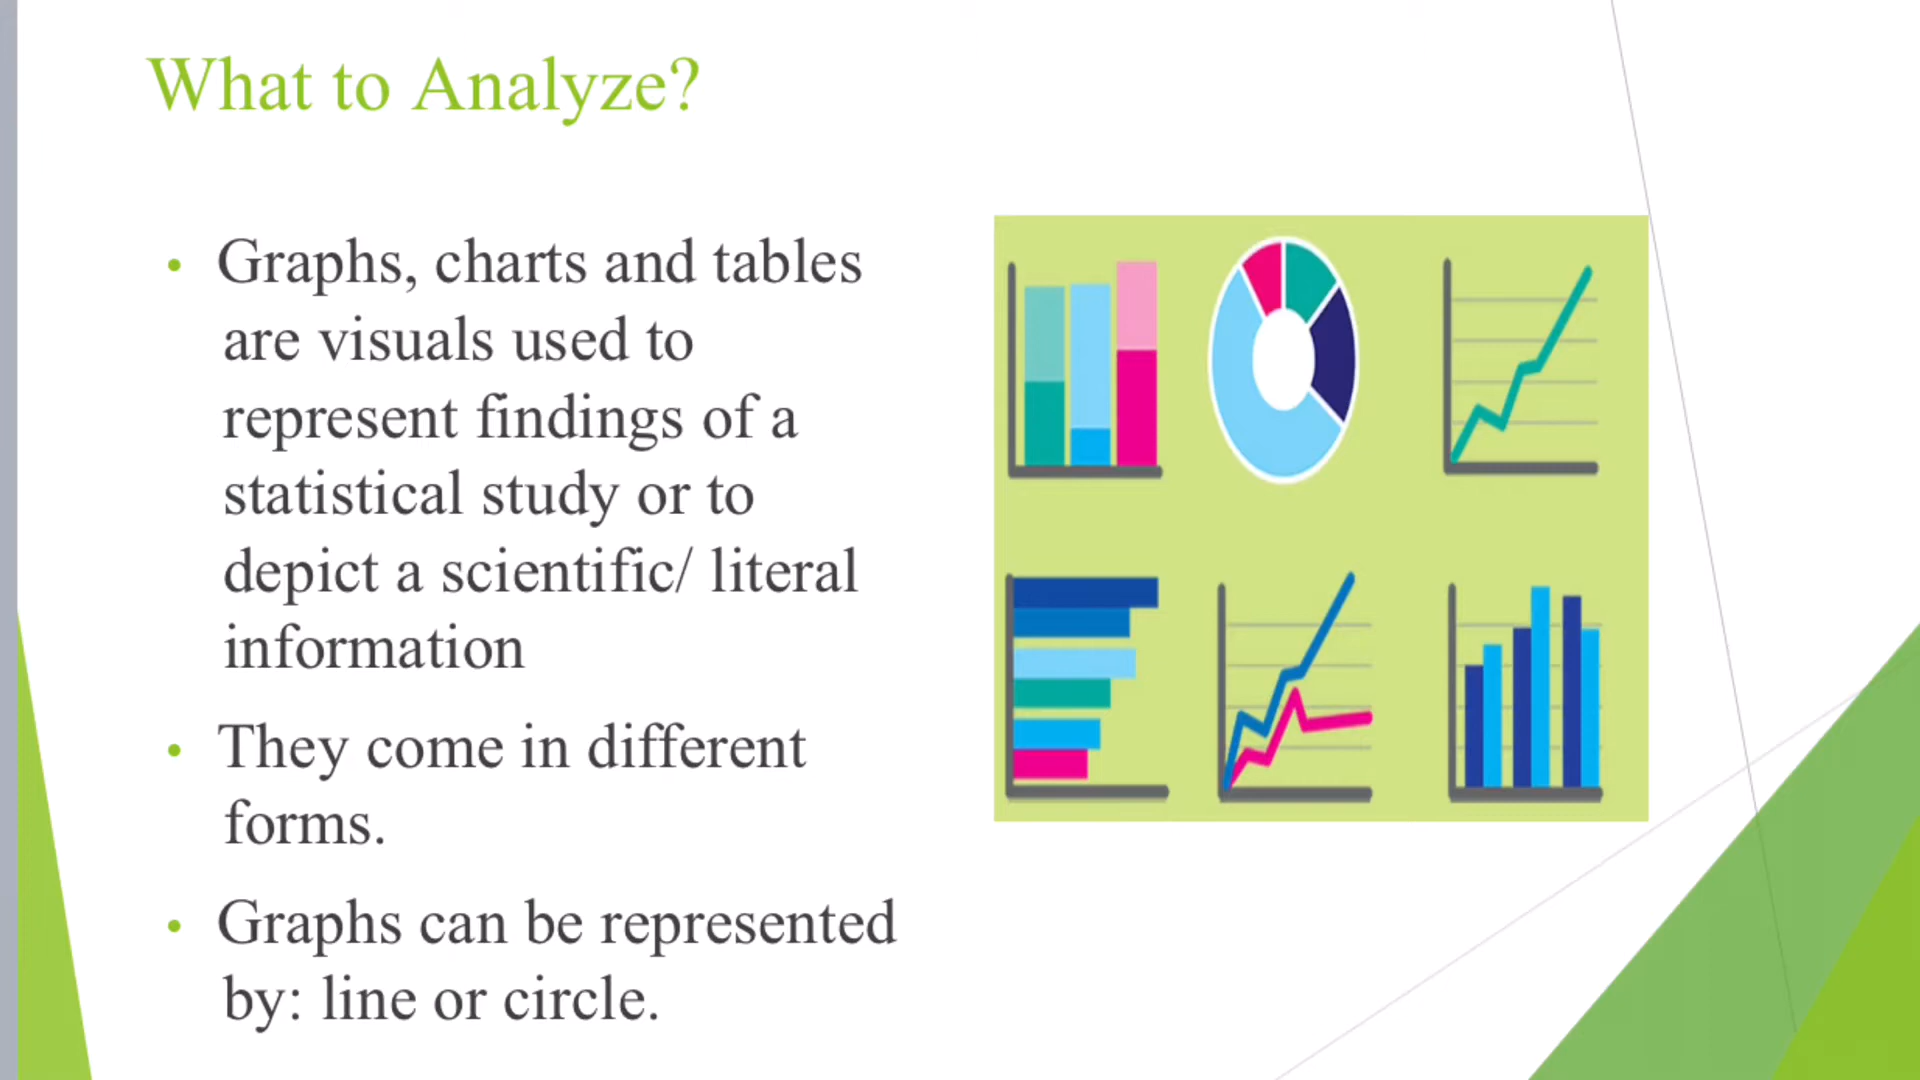 What to Analyze?
• Graphs, charts and tables
are visuals used to
represent findings of a
statistical study or to
depict a scientific/ literal
information
• They come in different
forms.
• Graphs can be represented
by: line or circle.